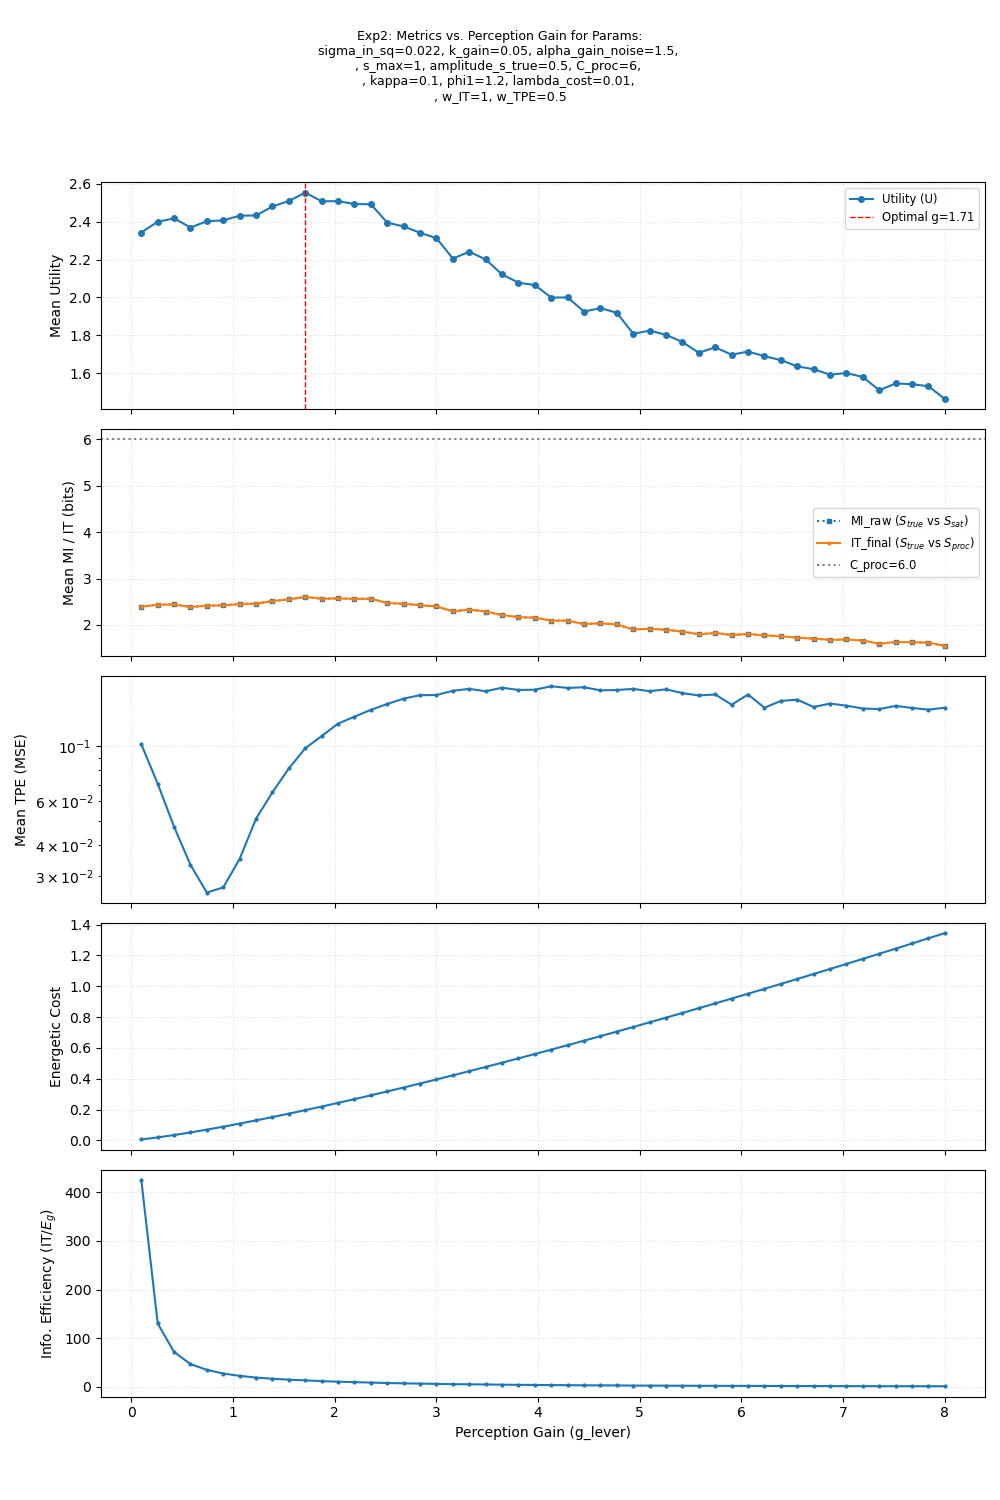 Exp2: Metrics vs. Perception Gain for Params:
sigma_in_sq=0.022, k_gain=0.05, alpha_gain_noise=1.5,
, s_max=1, amplitude_s_true=0.5, C_proc=6,
, kappa=0.1, phi1=1.2, lambda_cost=0.01,
, w_IT=1, w_TPE=0.5
Mean Utility
2.6
2.4
2.2
2.0
1.8
1.6
Utility (U)
Optimal g=1.71
Mean MI / IT (bits)
6
5
4
3
2
MI_raw (S_true vs S_sat)
IT_final (S_true vs S_proc)
C_proc=6.0
Mean TPE (MSE)
10⁻¹
6 × 10⁻²
4 × 10⁻²
3 × 10⁻²
Energetic Cost
1.4
1.2
1.0
0.8
0.6
0.4
0.2
0.0
Info. Efficiency (IT/E_g)
400
300
200
100
0
0 1 2 3 4 5 6 7 8
Perception Gain (g_lever)